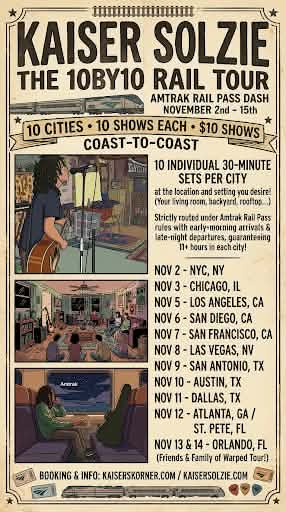 KAISER SOLZIE
THE 10BY10 RAIL TOUR
AMTRAK RAIL PASS DASH
NOVEMBER 2nd - 15th
10 CITIES • 10 SHOWS EACH • $10 SHOWS
COAST-TO-COAST
10 INDIVIDUAL 30-MINUTE
SETS PER CITY
at the location and setting you desire!
(Your living room, backyard, rooftop...)
Strictly routed under Amtrak Rail Pass
rules with early-morning arrivals &
late-night departures, guaranteeing
11+ hours in each city!
NOV 2 - NYC, NY
NOV 3 - CHICAGO, IL
NOV 5 - LOS ANGELES, CA
NOV 6 - SAN DIEGO, CA
NOV 7 - SAN FRANCISCO, CA
NOV 8 - LAS VEGAS, NV
NOV 9 - SAN ANTONIO, TX
NOV 10 - AUSTIN, TX
NOV 11 - DALLAS, TX
NOV 12 - ATLANTA, GA /
ST. PETE, FL
NOV 13 & 14 - ORLANDO, FL
(Friends & Family of Warped Tour!)
Amtrak
BOOKING & INFO: KAISERSKORNER.COM / KAISERSOLZIE.COM